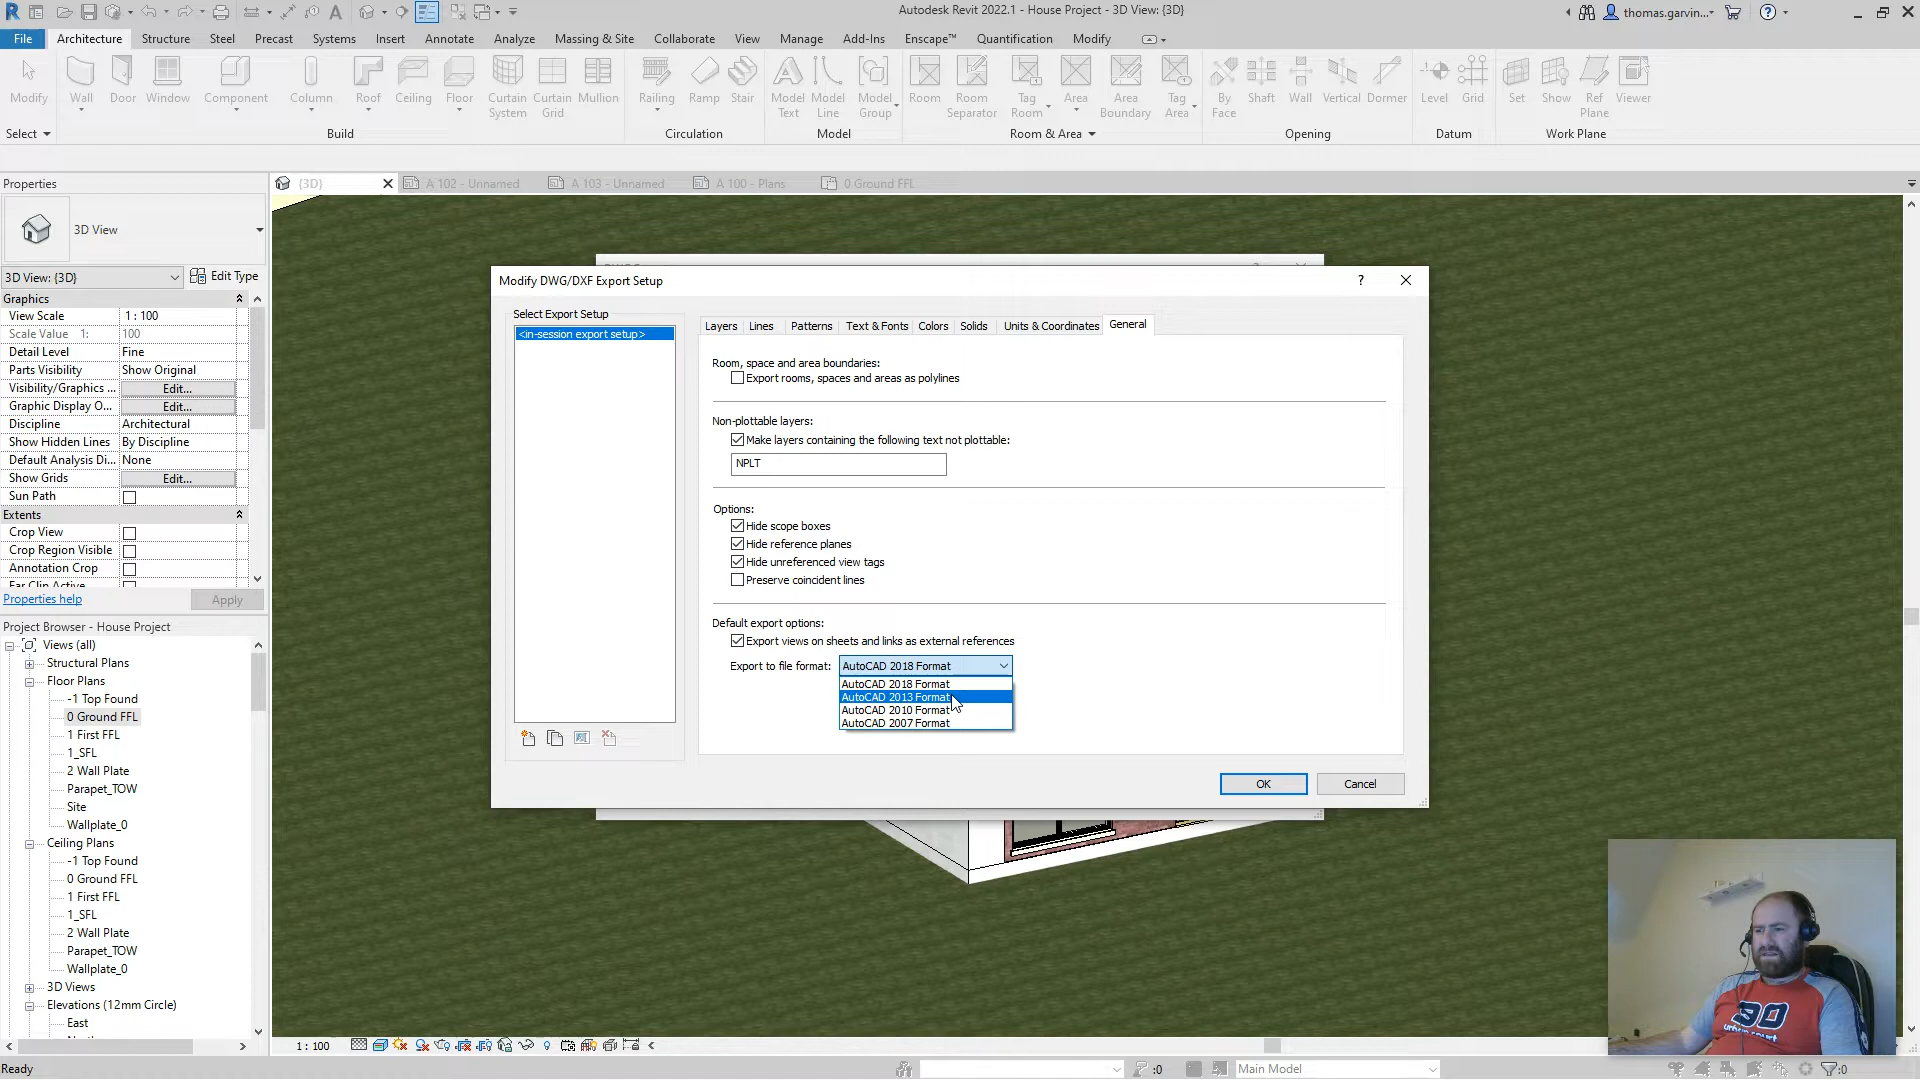 Autodesk Revit 2022.1 - House Project - 3D View: {3D}
thomas.garvin...
File Architecture Structure Steel Precast Systems Insert Annotate Analyze Massing & Site Collaborate View Manage Add-Ins Enscape™ Quantification Modify
Modify Wall Door Window Component Column Roof Ceiling Floor Curtain System Curtain Grid Mullion Railing Ramp Stair Model Text Model Line Model Group Room Room Separator Tag Room Area Area Boundary Tag Area By Face Shaft Wall Vertical Dormer Level Grid Set Show Ref Plane Viewer
Select Build Circulation Model Room & Area Opening Datum Work Plane
Properties
{3D} A 102 - Unnamed A 103 - Unnamed A 100 - Plans 0 Ground FFL
3D View
3D View: {3D} Edit Type
Graphics
View Scale 1 : 100
Scale Value 1: 100
Detail Level Fine
Parts Visibility Show Original
Visibility/Graphics ... Edit...
Graphic Display O... Edit...
Discipline Architectural
Show Hidden Lines By Discipline
Default Analysis Di... None
Show Grids Edit...
Sun Path
Extents
Crop View
Crop Region Visible
Annotation Crop
Far Clip Active
Properties help Apply
Project Browser - House Project
Views (all)
Structural Plans
Floor Plans
-1 Top Found
0 Ground FFL
1 First FFL
1_SFL
2 Wall Plate
Parapet_TOW
Site
Wallplate_0
Ceiling Plans
-1 Top Found
0 Ground FFL
1 First FFL
1_SFL
2 Wall Plate
Parapet_TOW
Wallplate_0
3D Views
Elevations (12mm Circle)
East
Modify DWG/DXF Export Setup
Select Export Setup
<in-session export setup>
Layers Lines Patterns Text & Fonts Colors Solids Units & Coordinates General
Room, space and area boundaries:
Export rooms, spaces and areas as polylines
Non-plottable layers:
Make layers containing the following text not plottable:
NPLT
Options:
Hide scope boxes
Hide reference planes
Hide unreferenced view tags
Preserve coincident lines
Default export options:
Export views on sheets and links as external references
Export to file format: AutoCAD 2018 Format
AutoCAD 2018 Format
AutoCAD 2013 Format
AutoCAD 2010 Format
AutoCAD 2007 Format
OK Cancel
1 : 100
Ready :0 Main Model :0